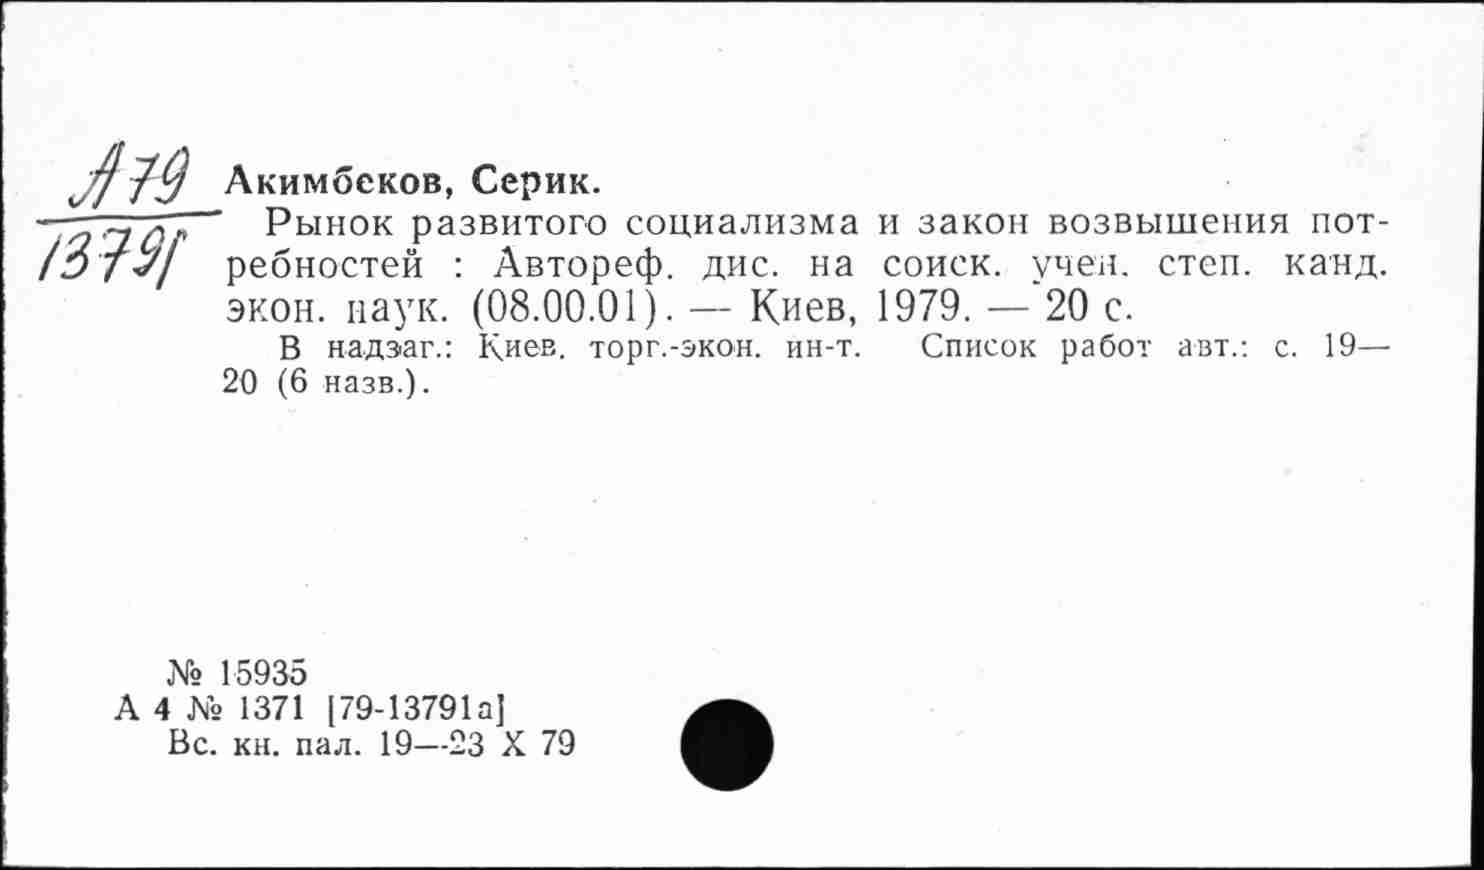 А79
13791
Акимбеков, Серик.
Рынок развитого социализма и закон возвышения пот-
ребностей : Автореф. дис. на соиск. учен. степ. канд.
экон. наук. (08.00.01). — Киев, 1979. — 20 с.
В надзаг.: Киев. торг.-экон. ин-т. Список работ авт.: с. 19—
20 (6 назв.).
№ 15935
А 4 № 1371 [79-13791а]
Вс. кн. пал. 19—23 X 79